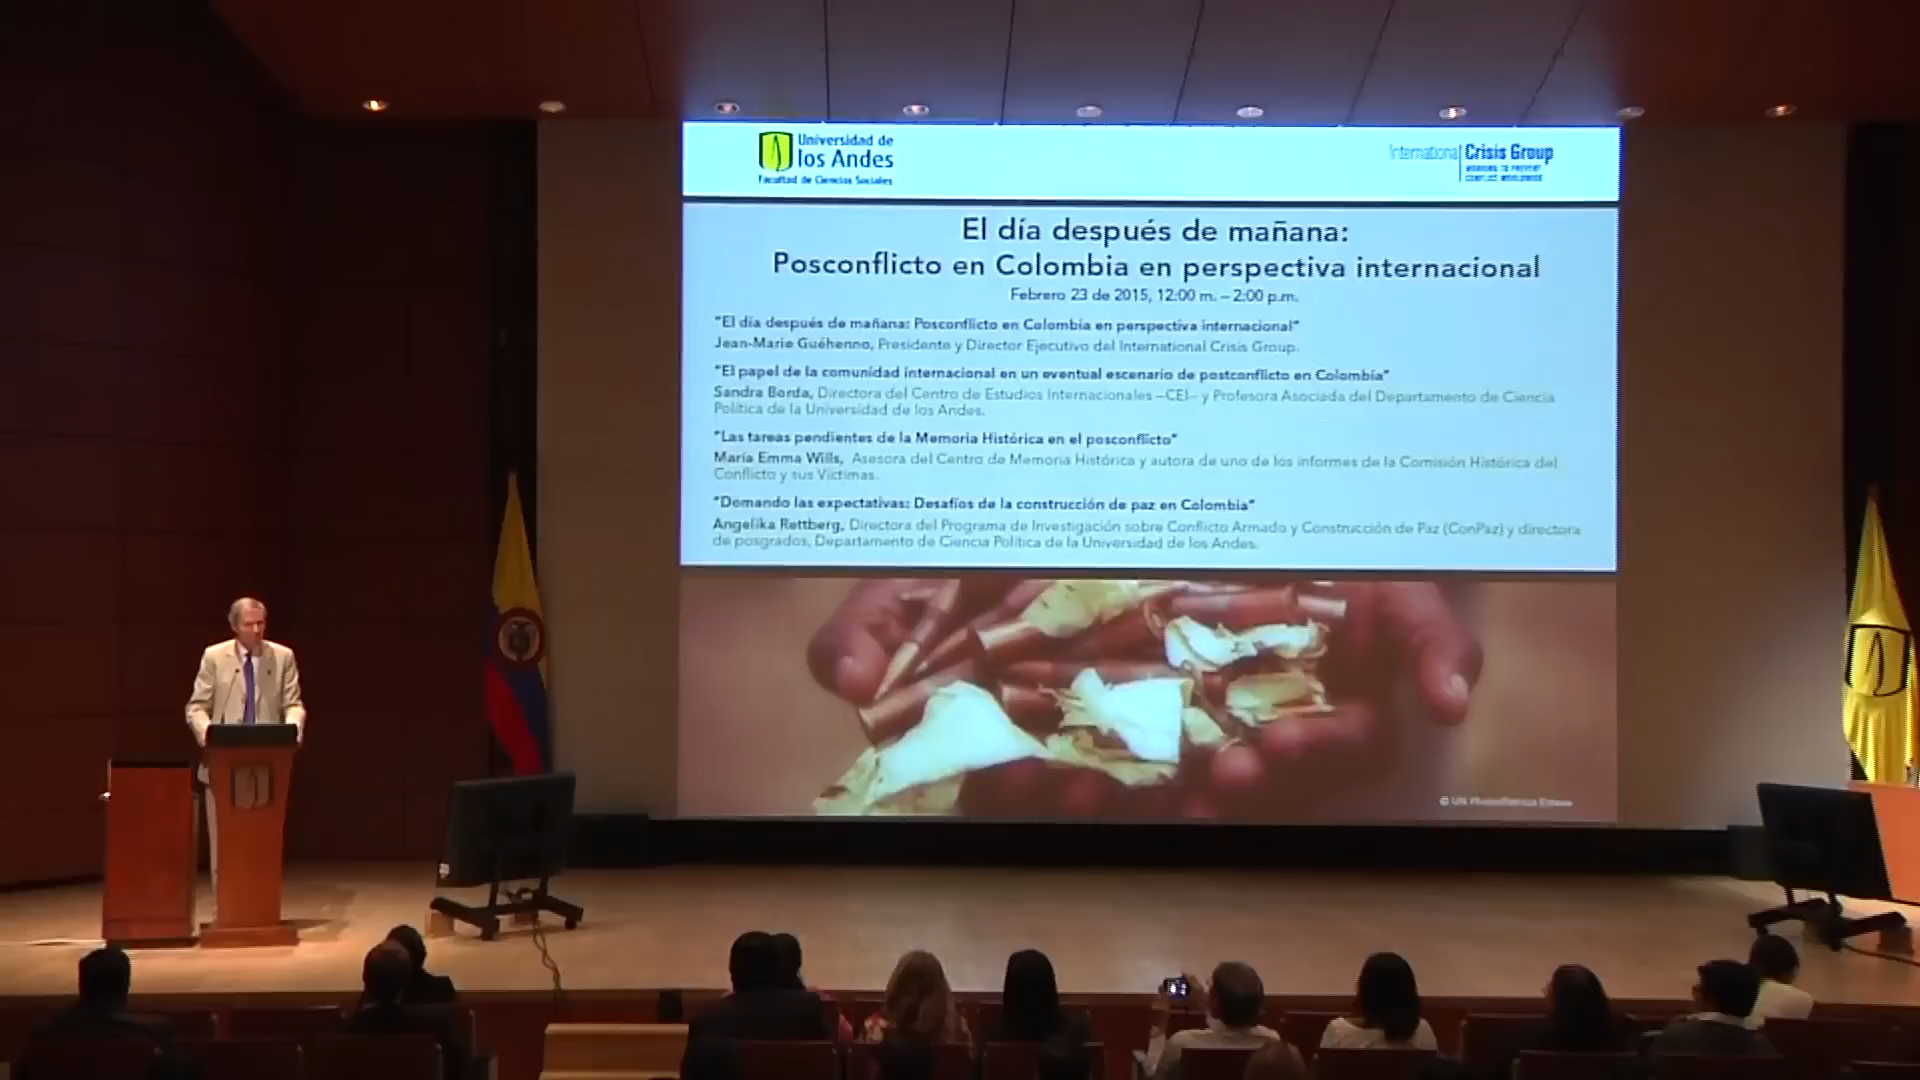 Universidad de
los Andes
Facultad de Ciencias Sociales
International Crisis Group
WORKING TO PREVENT
CONFLICT WORLDWIDE
El día después de mañana:
Posconflicto en Colombia en perspectiva internacional
Febrero 23 de 2015, 12:00 m. – 2:00 p.m.
"El día después de mañana: Posconflicto en Colombia en perspectiva internacional"
Jean-Marie Guéhenno, Presidente y Director Ejecutivo del International Crisis Group.
"El papel de la comunidad internacional en un eventual escenario de postconflicto en Colombia"
Sandra Borda, Directora del Centro de Estudios Internacionales –CEI– y Profesora Asociada del Departamento de Ciencia
Política de la Universidad de los Andes.
"Las tareas pendientes de la Memoria Histórica en el posconflicto"
María Emma Wills, Asesora del Centro de Memoria Histórica y autora de uno de los informes de la Comisión Histórica del
Conflicto y sus Víctimas.
"Domando las expectativas: Desafíos de la construcción de paz en Colombia"
Angelika Rettberg, Directora del Programa de Investigación sobre Conflicto Armado y Construcción de Paz (ConPaz) y directora
de posgrados, Departamento de Ciencia Política de la Universidad de los Andes.
© UN